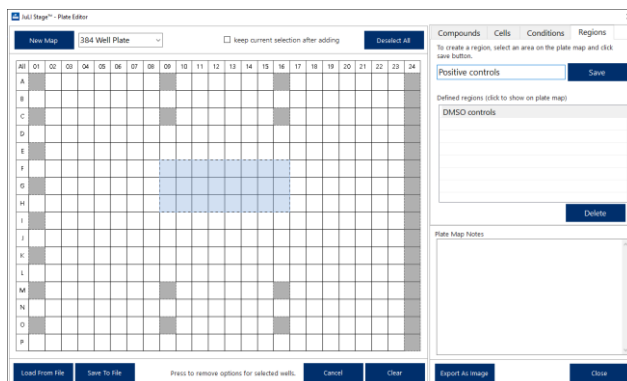 JuLI Stage™ - Plate Editor
New Map
384 Well Plate
keep current selection after adding
Deselect All
All 01 02 03 04 05 06 07 08 09 10 11 12 13 14 15 16 17 18 19 20 21 22 23 24
A
B
C
D
E
F
G
H
I
J
K
L
M
N
O
P
Load From File
Save To File
Press to remove options for selected wells.
Cancel
Clear
Compounds Cells Conditions Regions
To create a region, select an area on the plate map and click
save button.
Positive controls
Save
Defined regions (click to show on plate map)
DMSO controls
Delete
Plate Map Notes
Export As Image
Close